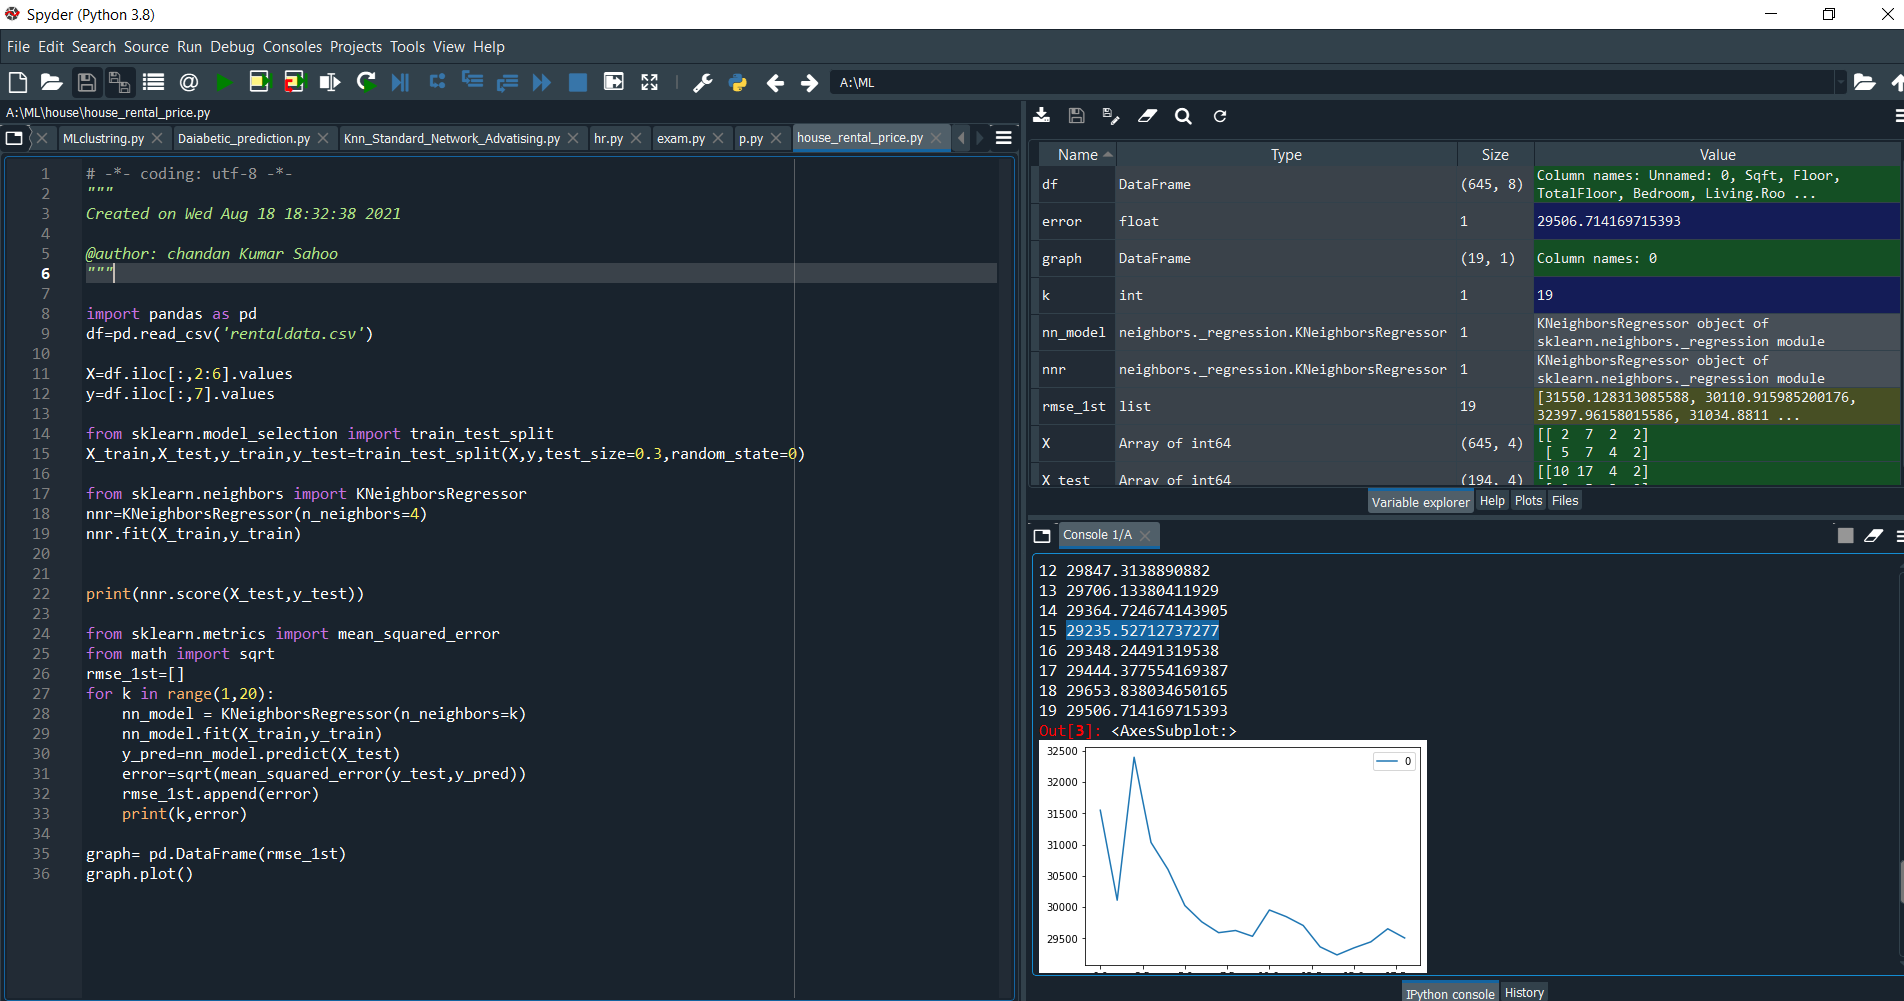 Spyder (Python 3.8)
File Edit Search Source Run Debug Consoles Projects Tools View Help
A:\ML
A:\ML\house\house_rental_price.py
MLclustring.py Daiabetic_prediction.py Knn_Standard_Network_Advatising.py hr.py exam.py p.py house_rental_price.py
1 # -*- coding: utf-8 -*-
2 """
3 Created on Wed Aug 18 18:32:38 2021
4
5 @author: chandan Kumar Sahoo
6 """
7
8 import pandas as pd
9 df=pd.read_csv('rentaldata.csv')
10
11 X=df.iloc[:,2:6].values
12 y=df.iloc[:,7].values
13
14 from sklearn.model_selection import train_test_split
15 X_train,X_test,y_train,y_test=train_test_split(X,y,test_size=0.3,random_state=0)
16
17 from sklearn.neighbors import KNeighborsRegressor
18 nnr=KNeighborsRegressor(n_neighbors=4)
19 nnr.fit(X_train,y_train)
20
21
22 print(nnr.score(X_test,y_test))
23
24 from sklearn.metrics import mean_squared_error
25 from math import sqrt
26 rmse_1st=[]
27 for k in range(1,20):
28     nn_model = KNeighborsRegressor(n_neighbors=k)
29     nn_model.fit(X_train,y_train)
30     y_pred=nn_model.predict(X_test)
31     error=sqrt(mean_squared_error(y_test,y_pred))
32     rmse_1st.append(error)
33     print(k,error)
34
35 graph= pd.DataFrame(rmse_1st)
36 graph.plot()
Name Type Size Value
df DataFrame (645, 8) Column names: Unnamed: 0, Sqft, Floor,
TotalFloor, Bedroom, Living.Roo ...
error float 1 29506.714169715393
graph DataFrame (19, 1) Column names: 0
k int 1 19
nn_model neighbors._regression.KNeighborsRegressor 1 KNeighborsRegressor object of
sklearn.neighbors._regression module
nnr neighbors._regression.KNeighborsRegressor 1 KNeighborsRegressor object of
sklearn.neighbors._regression module
rmse_1st list 19 [31550.128313085588, 30110.915985200176,
32397.96158015586, 31034.8811 ...
X Array of int64 (645, 4) [[ 2 7 2 2]
[ 5 7 4 2]
X_test Array of int64 (194, 4) [[10 17 4 2]
Variable explorer Help Plots Files
Console 1/A
12 29847.3138890882
13 29706.13380411929
14 29364.724674143905
15 29235.52712737277
16 29348.24491319538
17 29444.377554169387
18 29653.838034650165
19 29506.714169715393
Out[3]: <AxesSubplot:>
0
32500
32000
31500
31000
30500
30000
29500
IPython console History